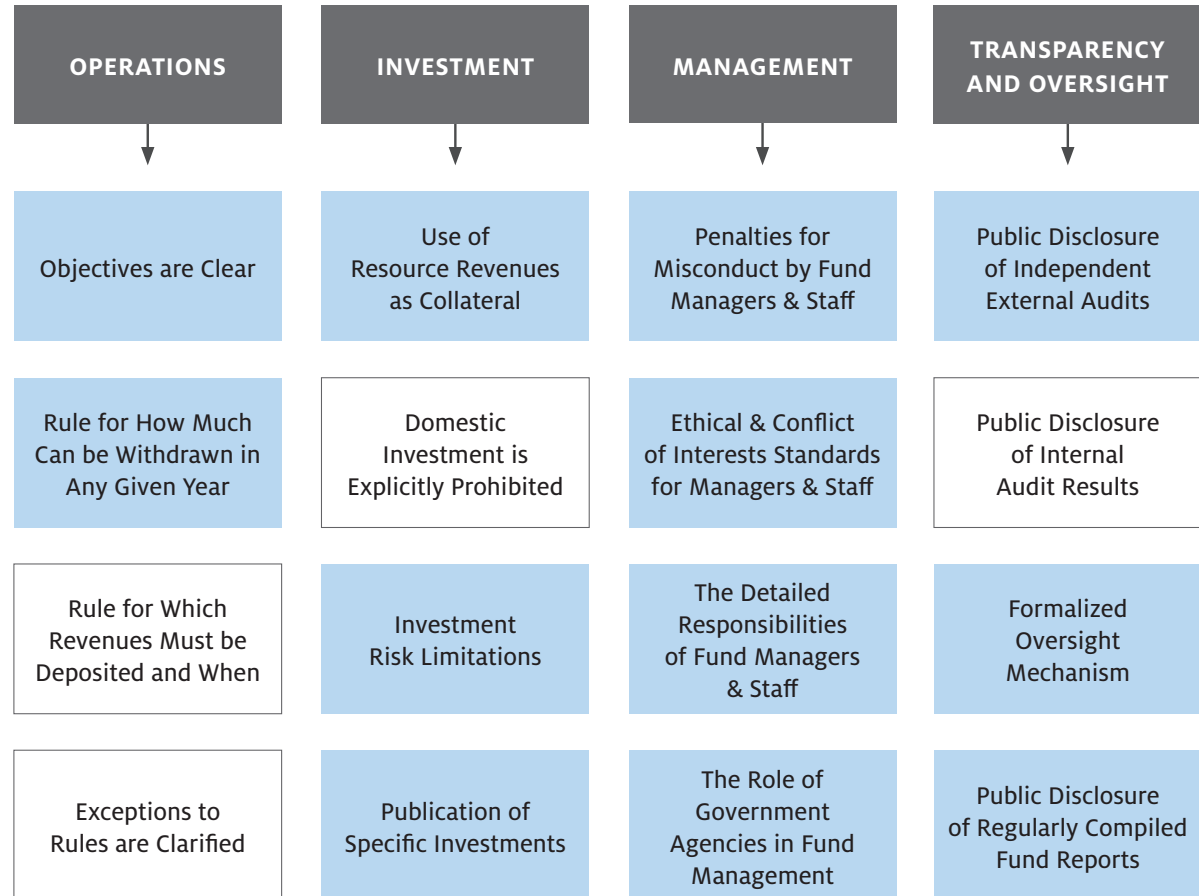 OPERATIONS
INVESTMENT
MANAGEMENT
TRANSPARENCY
AND OVERSIGHT
Objectives are Clear
Use of
Resource Revenues
as Collateral
Penalties for
Misconduct by Fund
Managers & Staff
Public Disclosure
of Independent
External Audits
Rule for How Much
Can be Withdrawn in
Any Given Year
Domestic
Investment is
Explicitly Prohibited
Ethical & Conflict
of Interests Standards
for Managers & Staff
Public Disclosure
of Internal
Audit Results
Rule for Which
Revenues Must be
Deposited and When
Investment
Risk Limitations
The Detailed
Responsibilities
of Fund Managers
& Staff
Formalized
Oversight
Mechanism
Exceptions to
Rules are Clarified
Publication of
Specific Investments
The Role of
Government
Agencies in Fund
Management
Public Disclosure
of Regularly Compiled
Fund Reports